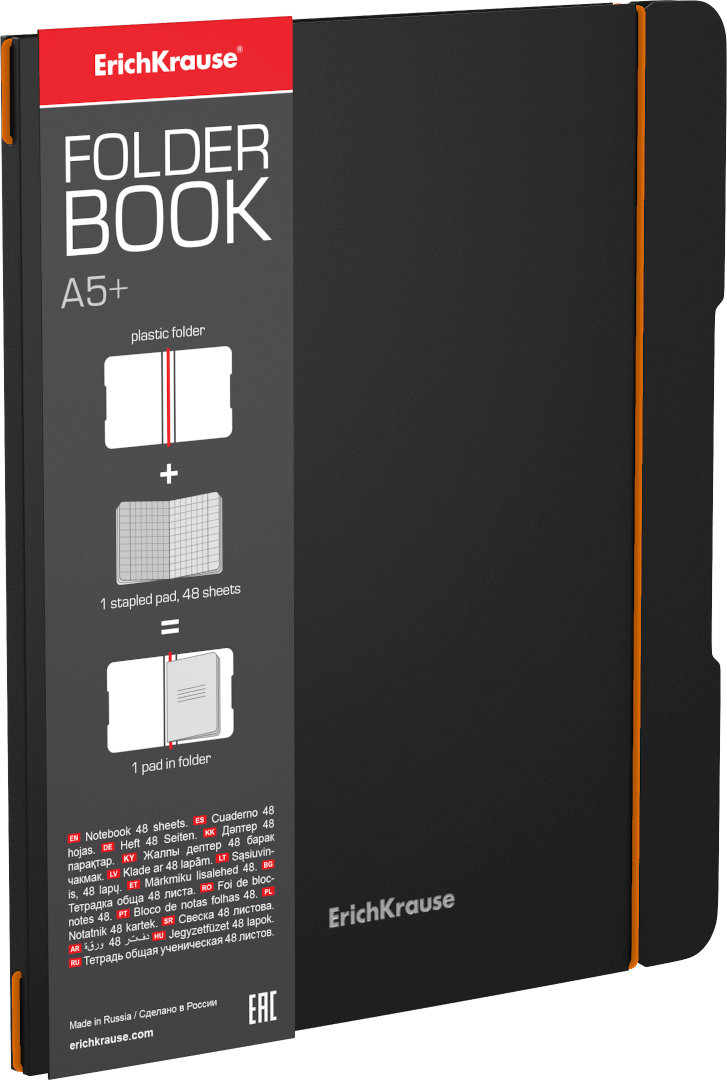 ErichKrause®
FOLDER
BOOK
A5+
plastic folder
+
1 stapled pad, 48 sheets
=
1 pad in folder
EN Notebook 48 sheets. ES Cuaderno 48
hojas. DE Heft 48 Seiten. KK Дәптер 48
парақтар. KY Жалпы дептер 48 барак
чакмак. LV Klade ar 48 lapām. LT Sąsiuvin-
is, 48 lapų. ET Märkmiku lisalehed 48. BG
Тетрадка обща 48 листа. RO Foi de bloc-
notes 48. PT Bloco de notas folhas 48. PL
Notatnik 48 kartek. SR Свеска 48 листова.
AR دفتر 48 ورقة HU Jegyzetfüzet 48 lapok.
RU Тетрадь общая ученическая 48 листов.
Made in Russia / Сделано в России
erichkrause.com
EAC
ErichKrause